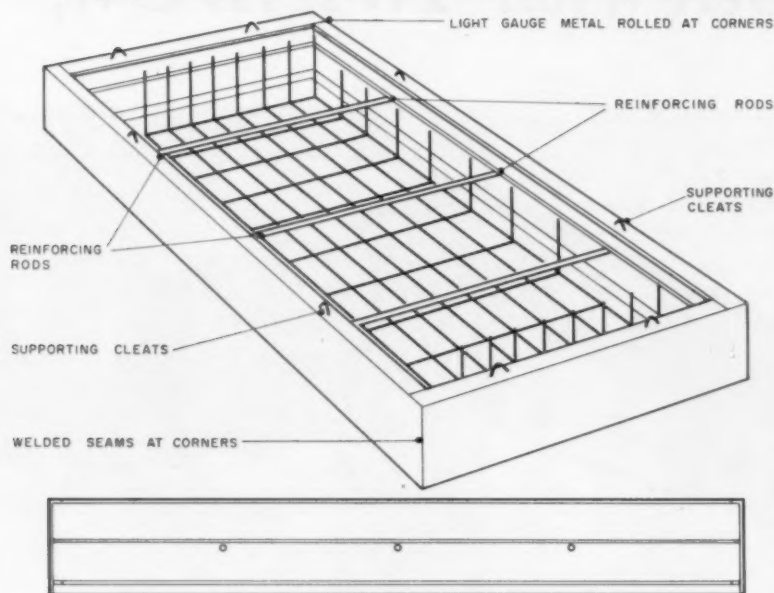 LIGHT GAUGE METAL ROLLED AT CORNERS
REINFORCING RODS
SUPPORTING
CLEATS
REINFORCING
RODS
SUPPORTING CLEATS
WELDED SEAMS AT CORNERS